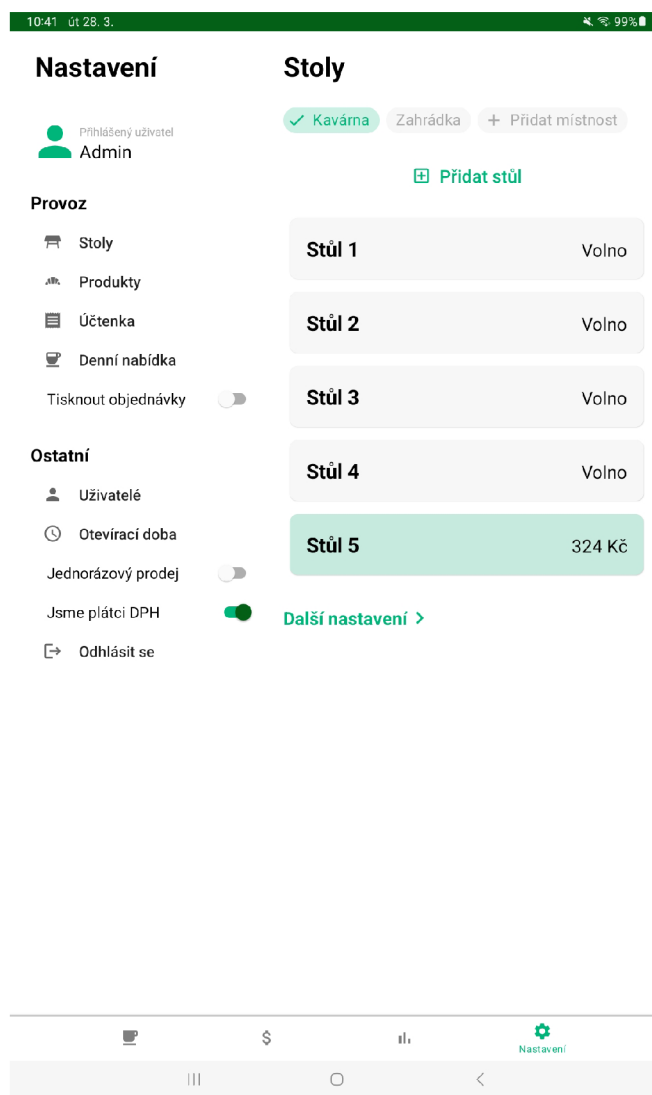 10:41 út 28. 3. 99%
Nastavení
Přihlášený uživatel
Admin
Provoz
Stoly
Produkty
Účtenka
Denní nabídka
Tisknout objednávky
Ostatní
Uživatelé
Otevírací doba
Jednorázový prodej
Jsme plátci DPH
Odhlásit se
Stoly
Kavárna Zahrádka + Přidat místnost
Přidat stůl
Stůl 1 Volno
Stůl 2 Volno
Stůl 3 Volno
Stůl 4 Volno
Stůl 5 324 Kč
Další nastavení >
$
Nastavení